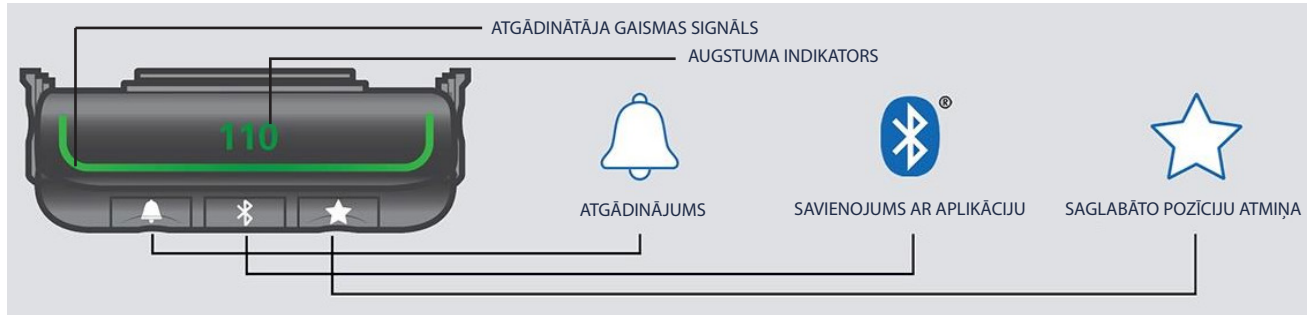 ATGĀDINĀTĀJA GAISMAS SIGNĀLS
AUGSTUMA INDIKATORS
110
®
ATGĀDINĀJUMS
SAVIENOJUMS AR APLIKĀCIJU
SAGLABĀTO POZĪCIJU ATMIŅA